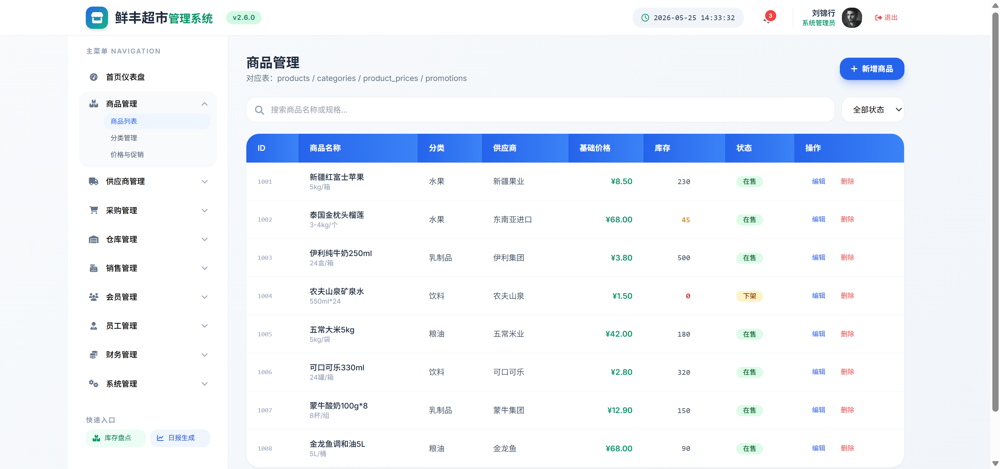 鲜丰超市管理系统 v2.6.0 2026-05-25 14:33:32 3 刘锦行 退出
系统管理员
主菜单 NAVIGATION
首页仪表盘
商品管理
商品列表
分类管理
价格与促销
供应商管理
采购管理
仓库管理
销售管理
会员管理
员工管理
财务管理
系统管理
快速入口
库存盘点 日报生成
商品管理
对应表：products / categories / product_prices / promotions
新增商品
搜索商品名称或规格... 全部状态
ID 商品名称 分类 供应商 基础价格 库存 状态 操作
1001 新疆红富士苹果 水果 新疆果业 ¥8.50 230 在售 编辑 删除
5kg/箱
1002 泰国金枕头榴莲 水果 东南亚进口 ¥68.00 45 在售 编辑 删除
3-4kg/个
1003 伊利纯牛奶250ml 乳制品 伊利集团 ¥3.80 500 在售 编辑 删除
24盒/箱
1004 农夫山泉矿泉水 饮料 农夫山泉 ¥1.50 0 下架 编辑 删除
550ml*24
1005 五常大米5kg 粮油 五常米业 ¥42.00 180 在售 编辑 删除
5kg/袋
1006 可口可乐330ml 饮料 可口可乐 ¥2.80 320 在售 编辑 删除
24罐/箱
1007 蒙牛酸奶100g*8 乳制品 蒙牛集团 ¥12.90 150 在售 编辑 删除
8杯/组
1008 金龙鱼调和油5L 粮油 金龙鱼 ¥68.00 90 在售 编辑 删除
5L/桶